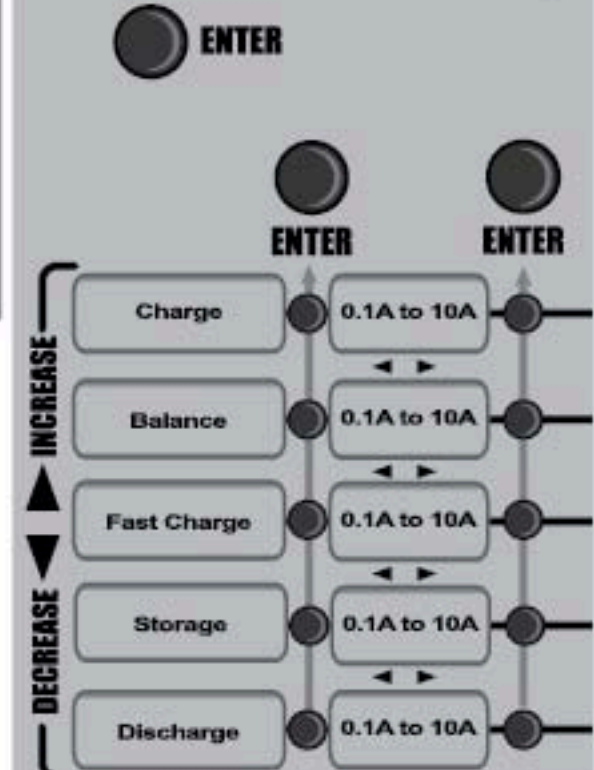 ENTER
ENTER ENTER
INCREASE
DECREASE
Charge 0.1A to 10A
Balance 0.1A to 10A
Fast Charge 0.1A to 10A
Storage 0.1A to 10A
Discharge 0.1A to 10A